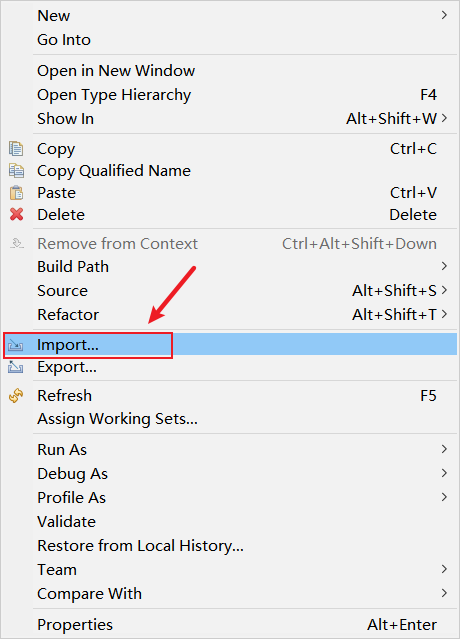 New
Go Into
Open in New Window
Open Type Hierarchy F4
Show In Alt+Shift+W
Copy Ctrl+C
Copy Qualified Name
Paste Ctrl+V
Delete Delete
Remove from Context Ctrl+Alt+Shift+Down
Build Path
Source Alt+Shift+S
Refactor Alt+Shift+T
Import...
Export...
Refresh F5
Assign Working Sets...
Run As
Debug As
Profile As
Validate
Restore from Local History...
Team
Compare With
Properties Alt+Enter